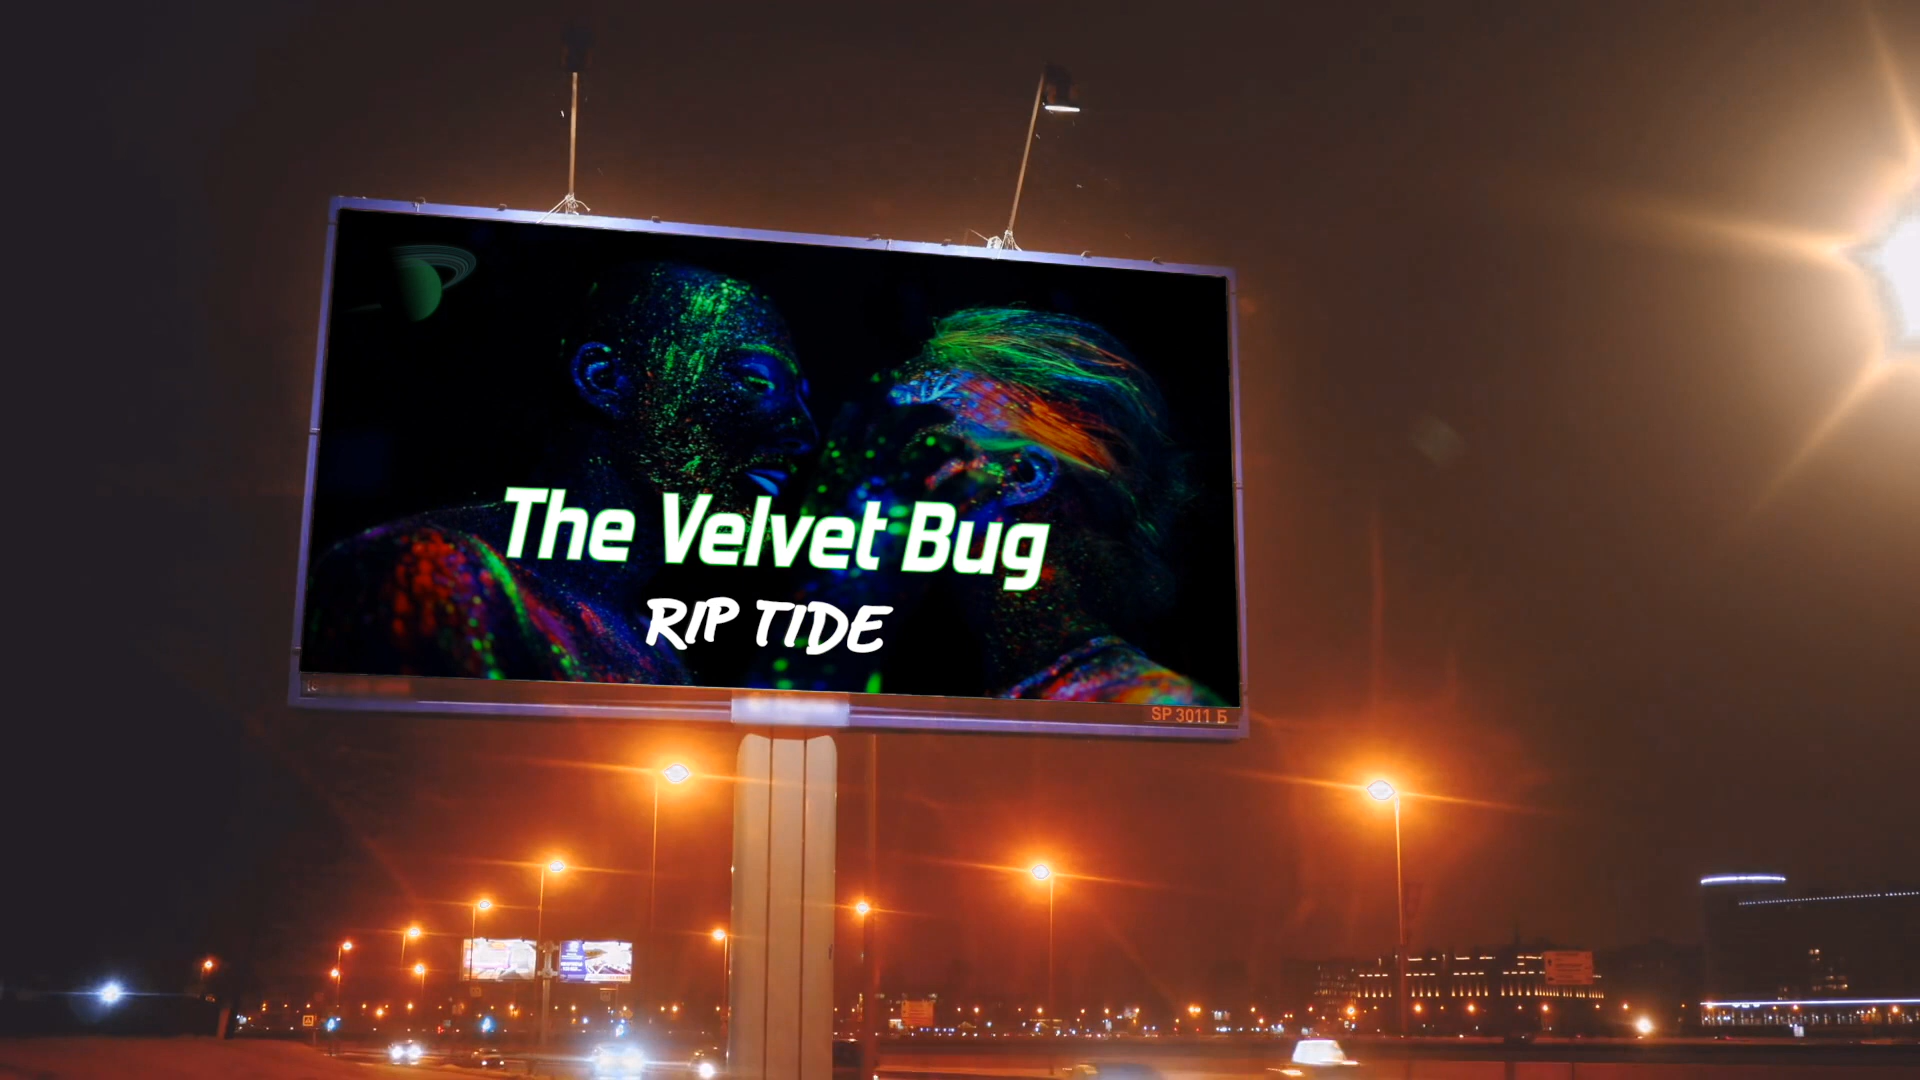 The Velvet Bug
RIP TIDE
SP 3011 Б